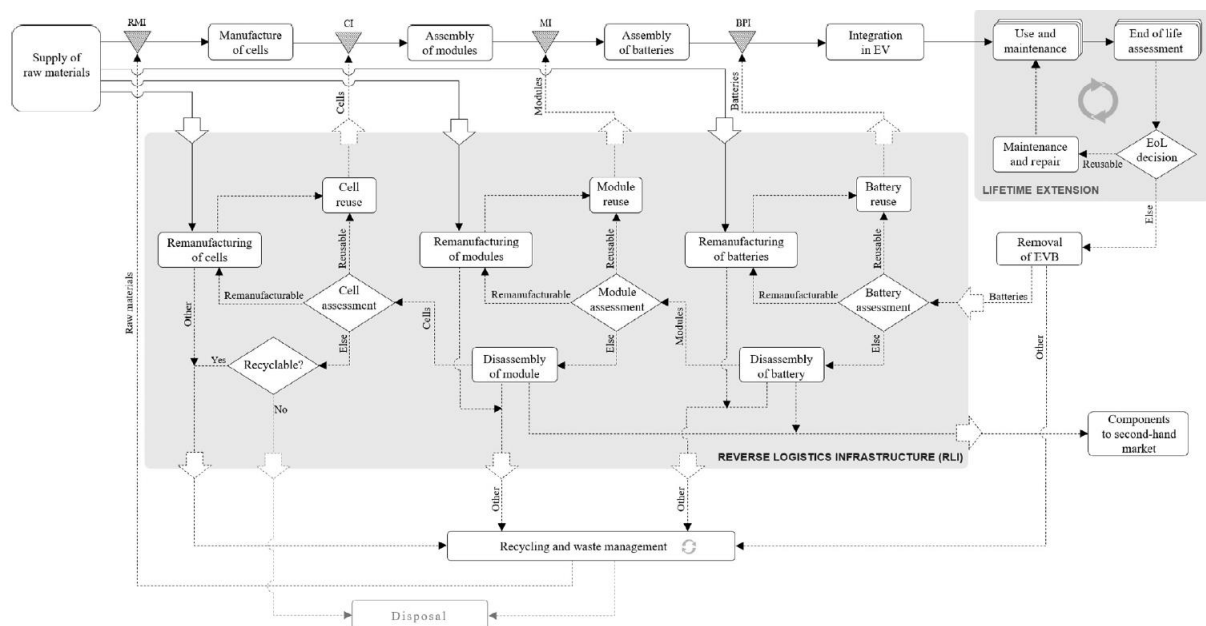 RMI
CI
MI
BPI
Supply of
raw materials
Manufacture
of cells
Assembly
of modules
Assembly
of batteries
Integration
in EV
Use and
maintenance
End of life
assessment
Cells
Modules
Batteries
Maintenance
and repair
Reusable
EoL
decision
LIFETIME EXTENSION
Else
Cell
reuse
Module
reuse
Battery
reuse
Remanufacturing
of cells
Reusable
Remanufacturing
of modules
Reusable
Remanufacturing
of batteries
Reusable
Removal
of EVB
Raw materials
Other
Remanufacturable
Cell
assessment
Cells
Remanufacturable
Module
assessment
Modules
Remanufacturable
Battery
assessment
Batteries
Other
Else
Else
Else
Yes
Recyclable?
Disassembly
of module
Disassembly
of battery
No
Components
to second-hand
market
REVERSE LOGISTICS INFRASTRUCTURE (RLI)
Other
Other
Recycling and waste management
Disposal